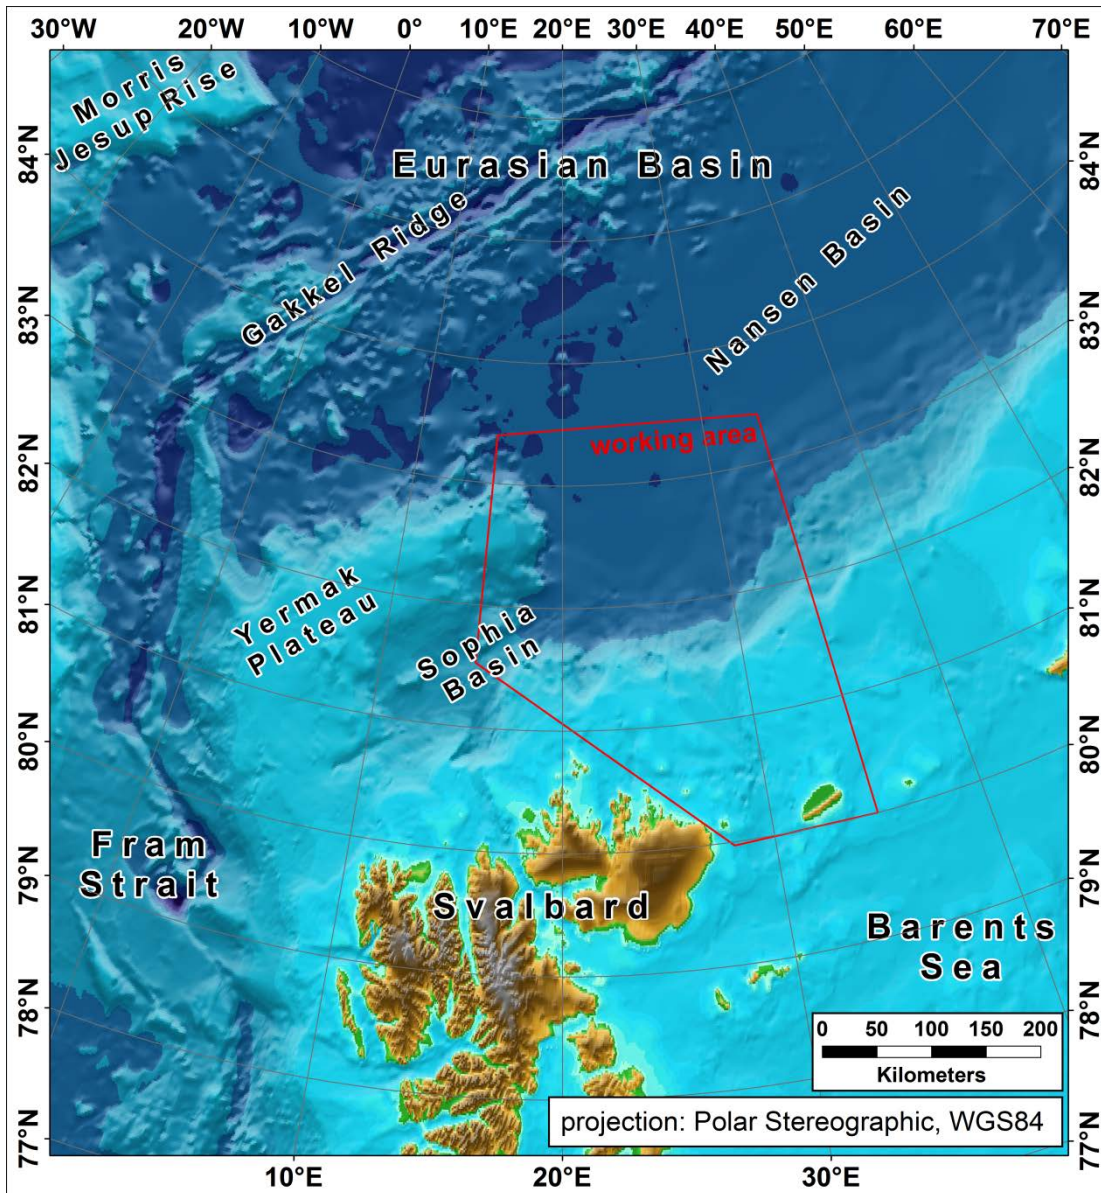 30°W 20°W 10°W 0° 10°E 20°E 30°E 40°E 50°E 60°E 70°E
Morris
Jesup Rise
84°N
84°N
Eurasian Basin
Gakkel Ridge
Nansen Basin
83°N
83°N
working area
82°N
82°N
Yermak
Plateau
Sophia
Basin
81°N
81°N
80°N
80°N
Fram
Strait
79°N
79°N
Svalbard
Barents
Sea
78°N
78°N
0 50 100 150 200
Kilometers
projection: Polar Stereographic, WGS84
77°N
77°N
10°E 20°E 30°E